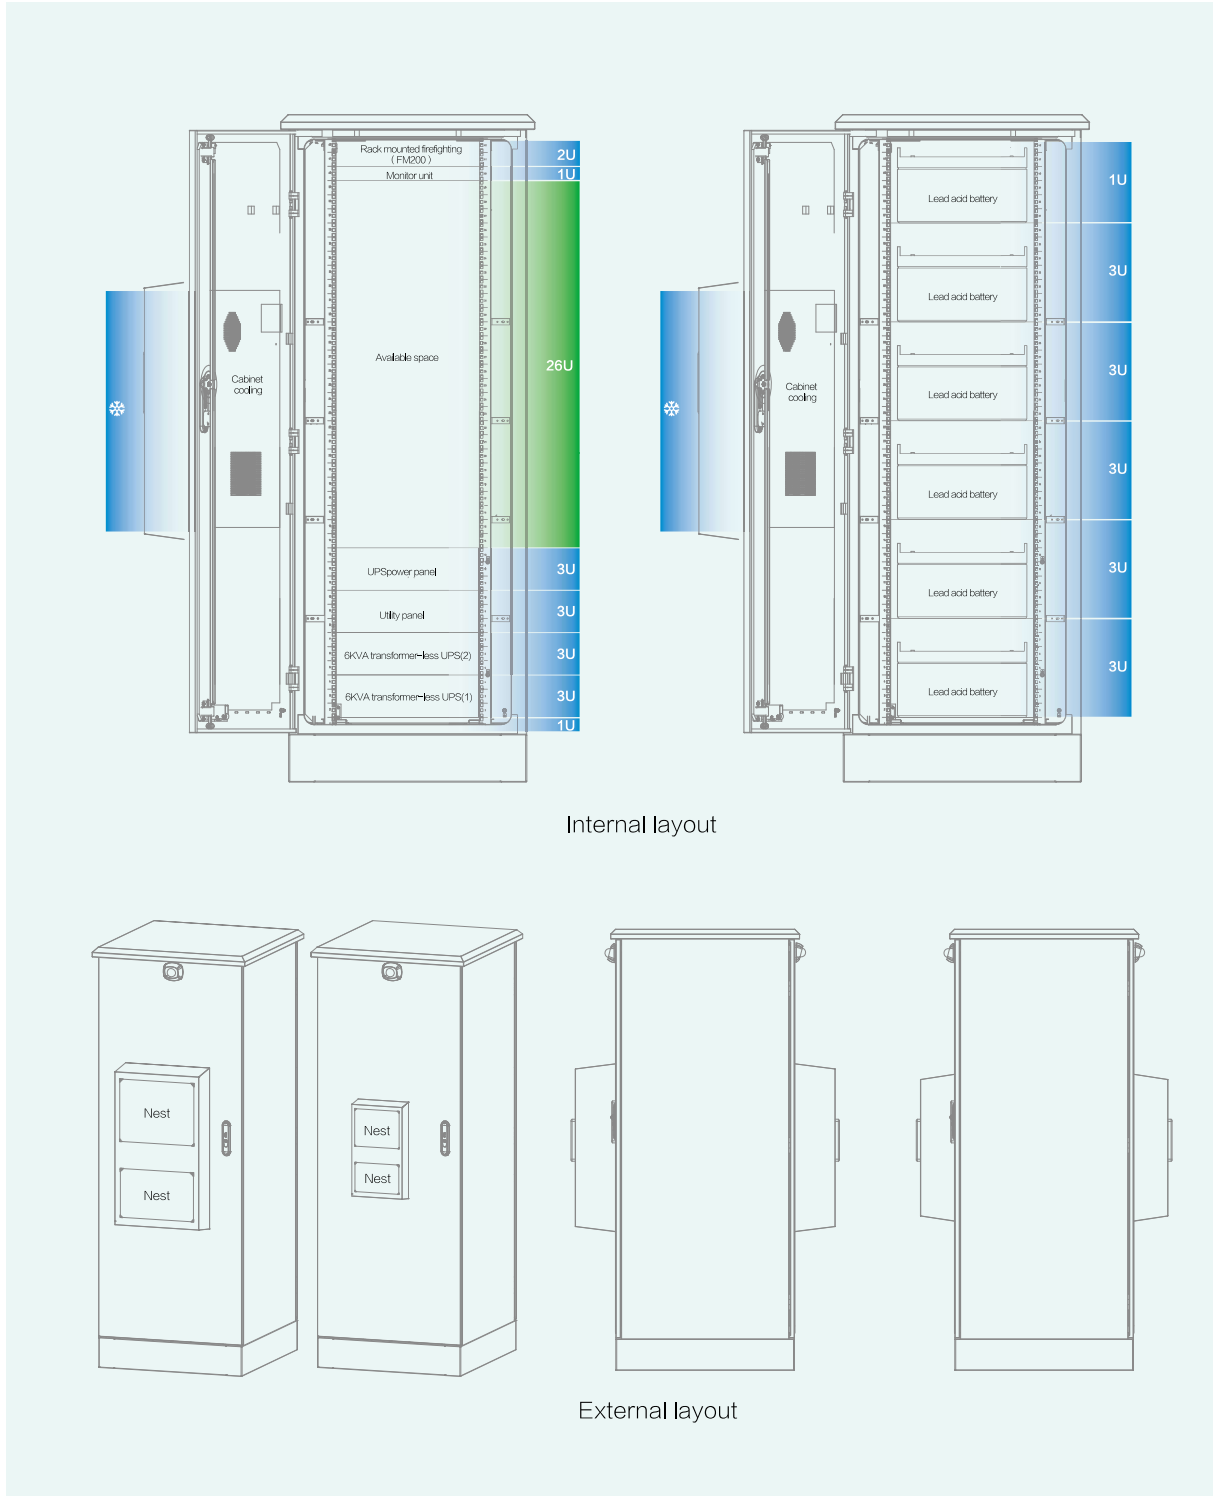 Rack mounted firefighting
( FM200 )
2U
Monitor unit
1U
Available space
26U
Cabinet
cooling
UPSpower panel
3U
Utility panel
3U
6KVA transformer-less UPS(2)
3U
6KVA transformer-less UPS(1)
3U
1U
Lead acid battery
1U
Lead acid battery
3U
Cabinet
cooling
Lead acid battery
3U
Lead acid battery
3U
Lead acid battery
3U
Lead acid battery
3U
Internal layout
Nest
Nest
Nest
Nest
External layout